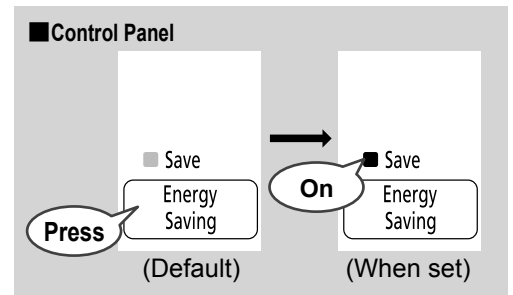 ■Control Panel
Save
Energy
Saving
Press
(Default)
Save
On
Energy
Saving
(When set)